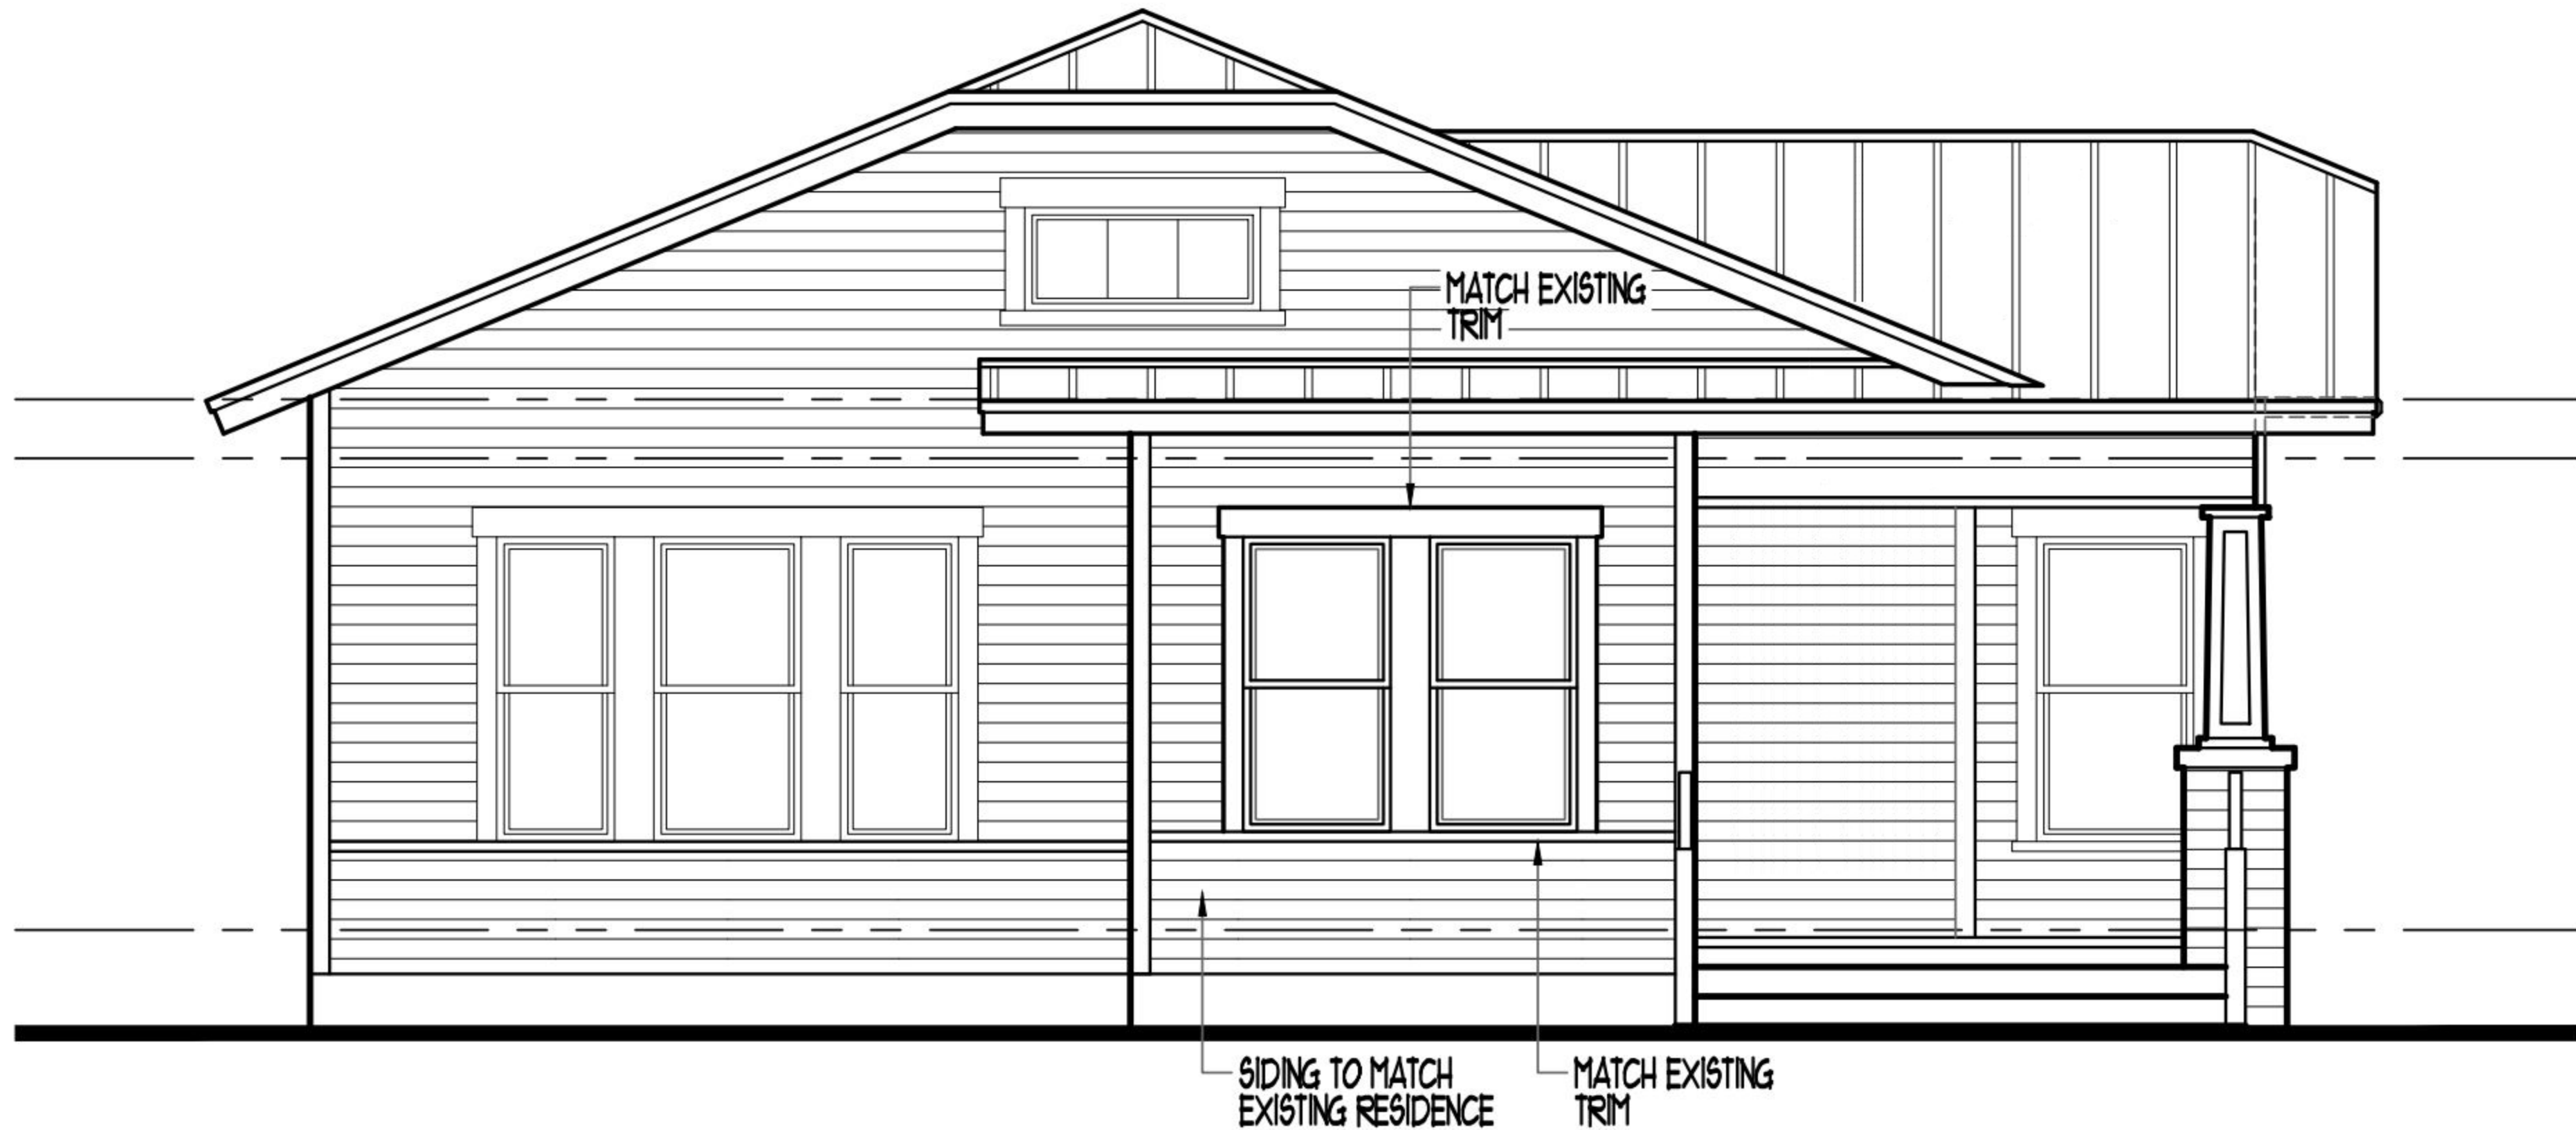 MATCH EXISTING
TRIM
SIDING TO MATCH
EXISTING RESIDENCE
MATCH EXISTING
TRIM